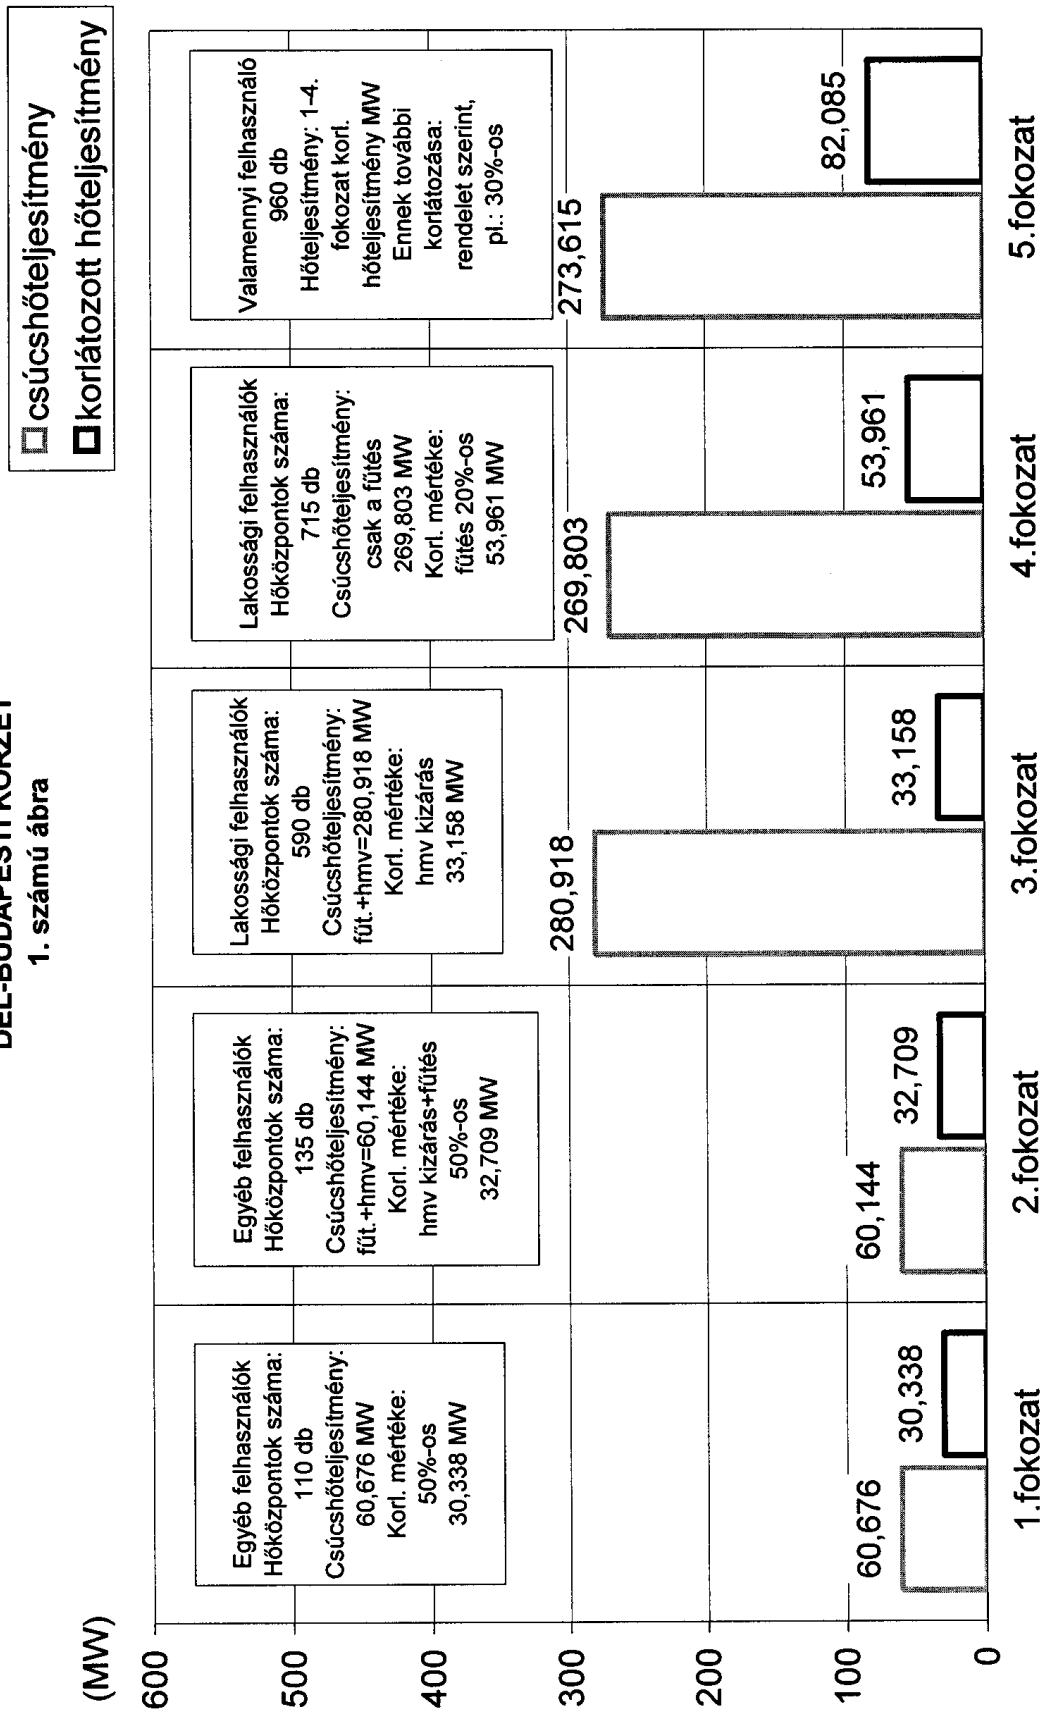 DÉL-BUDAPESTI KÖRZET
1. számú ábra
csúcshőteljesítmény
korlátozott hőteljesítmény
(MW)
600
500
400
300
200
100
0
Egyéb felhasználók
Hőközpontok száma:
110 db
Csúcshőteljesítmény:
60,676 MW
Korl. mértéke:
50%-os
30,338 MW
Egyéb felhasználók
Hőközpontok száma:
135 db
Csúcshőteljesítmény:
fűt.+hmv=60,144 MW
Korl. mértéke:
hmv kizárás+fűtés
50%-os
32,709 MW
Lakossági felhasználók
Hőközpontok száma:
590 db
Csúcshőteljesítmény:
fűt.+hmv=280,918 MW
Korl. mértéke:
hmv kizárás
33,158 MW
Lakossági felhasználók
Hőközpontok száma:
715 db
Csúcshőteljesítmény:
csak a fűtés
269,803 MW
Korl. mértéke:
fűtés 20%-os
53,961 MW
Valamennyi felhasználó
960 db
Hőteljesítmény: 1-4.
fokozat korl.
hőteljesítmény MW
Ennek további
korlátozása:
rendelet szerint,
pl.: 30%-os
60,676
30,338
60,144
32,709
280,918
33,158
269,803
53,961
273,615
82,085
1.fokozat
2.fokozat
3.fokozat
4.fokozat
5.fokozat